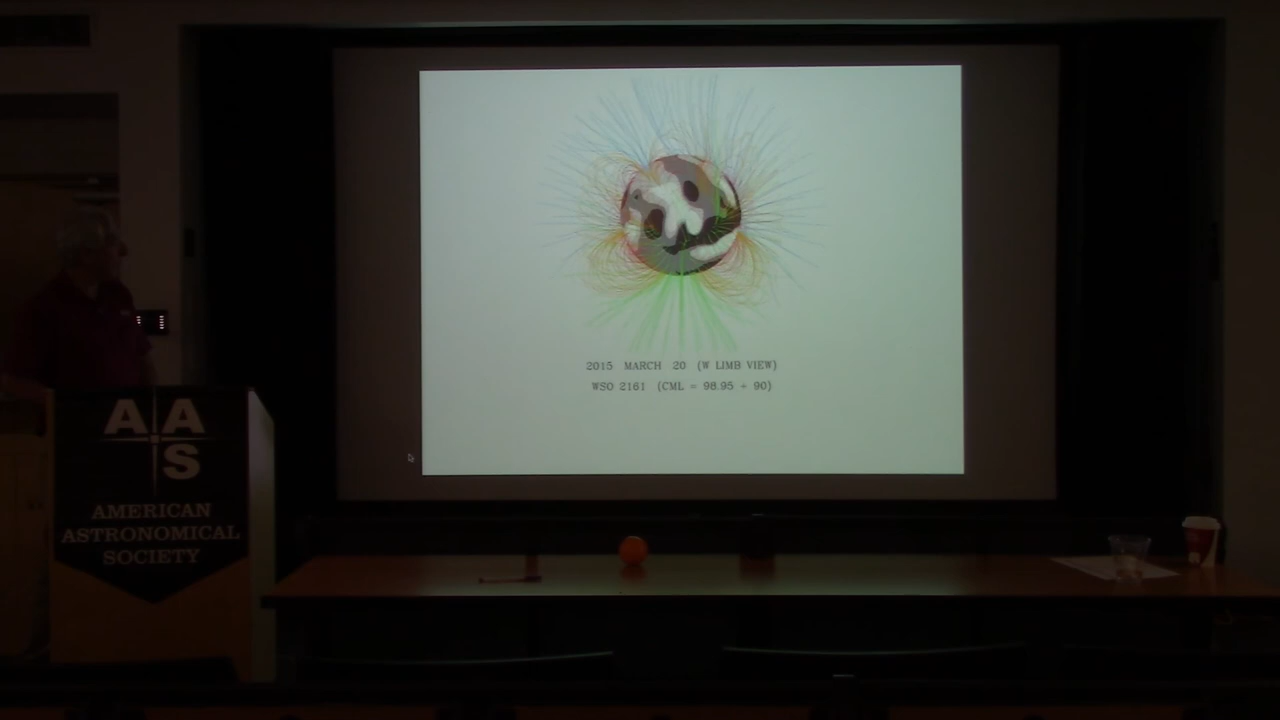 2015 MARCH 20 (W LIMB VIEW)
WSO 2161 (CML = 98.95 + 90)
AAS
AMERICAN
ASTRONOMICAL
SOCIETY